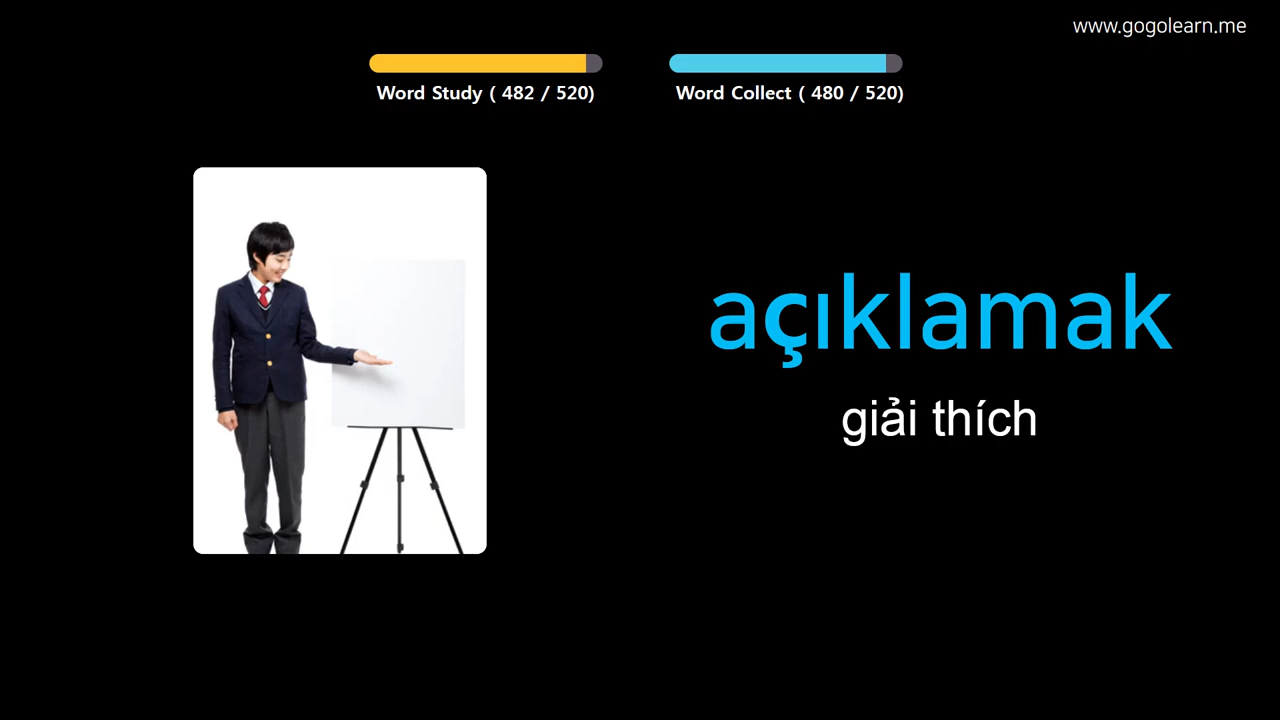 www.gogolearn.me
Word Study ( 482 / 520)
Word Collect ( 480 / 520)
açıklamak
giải thích